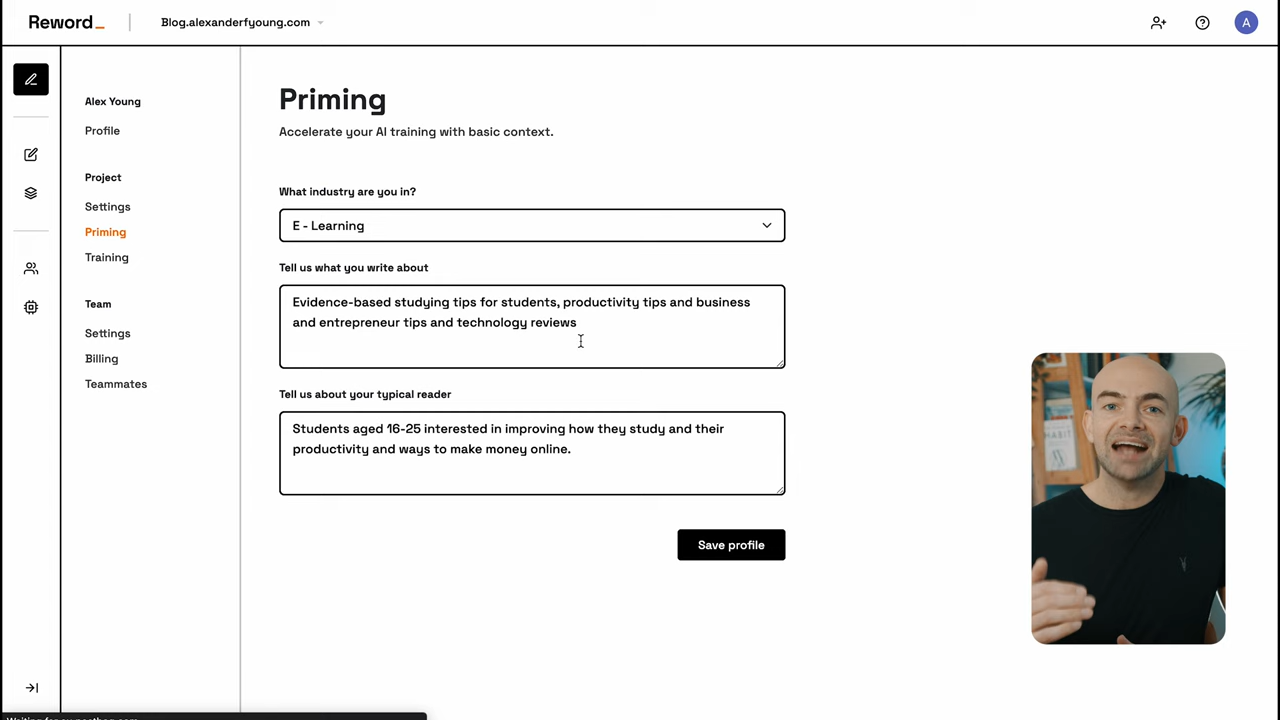 Reword_
Blog.alexanderfyoung.com
A
Alex Young
Profile
Project
Settings
Priming
Training
Team
Settings
Billing
Teammates
Priming
Accelerate your AI training with basic context.
What industry are you in?
E - Learning
Tell us what you write about
Evidence-based studying tips for students, productivity tips and business
and entrepreneur tips and technology reviews
Tell us about your typical reader
Students aged 16-25 interested in improving how they study and their
productivity and ways to make money online.
Save profile
HABIT